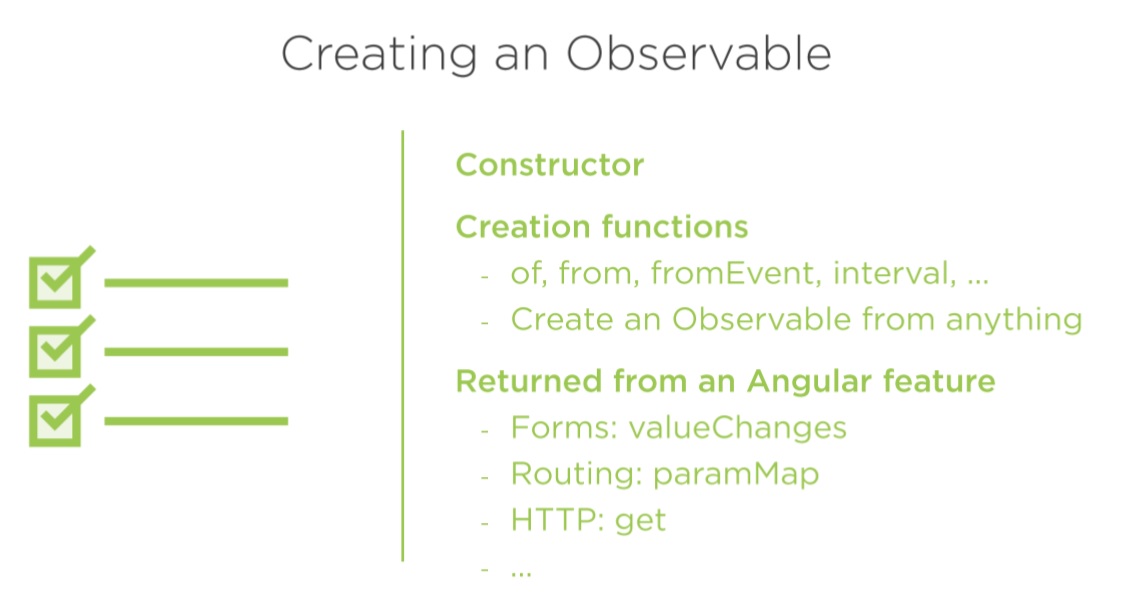 Creating an Observable
Constructor
Creation functions
- of, from, fromEvent, interval, ...
- Create an Observable from anything
Returned from an Angular feature
- Forms: valueChanges
- Routing: paramMap
- HTTP: get
- ...